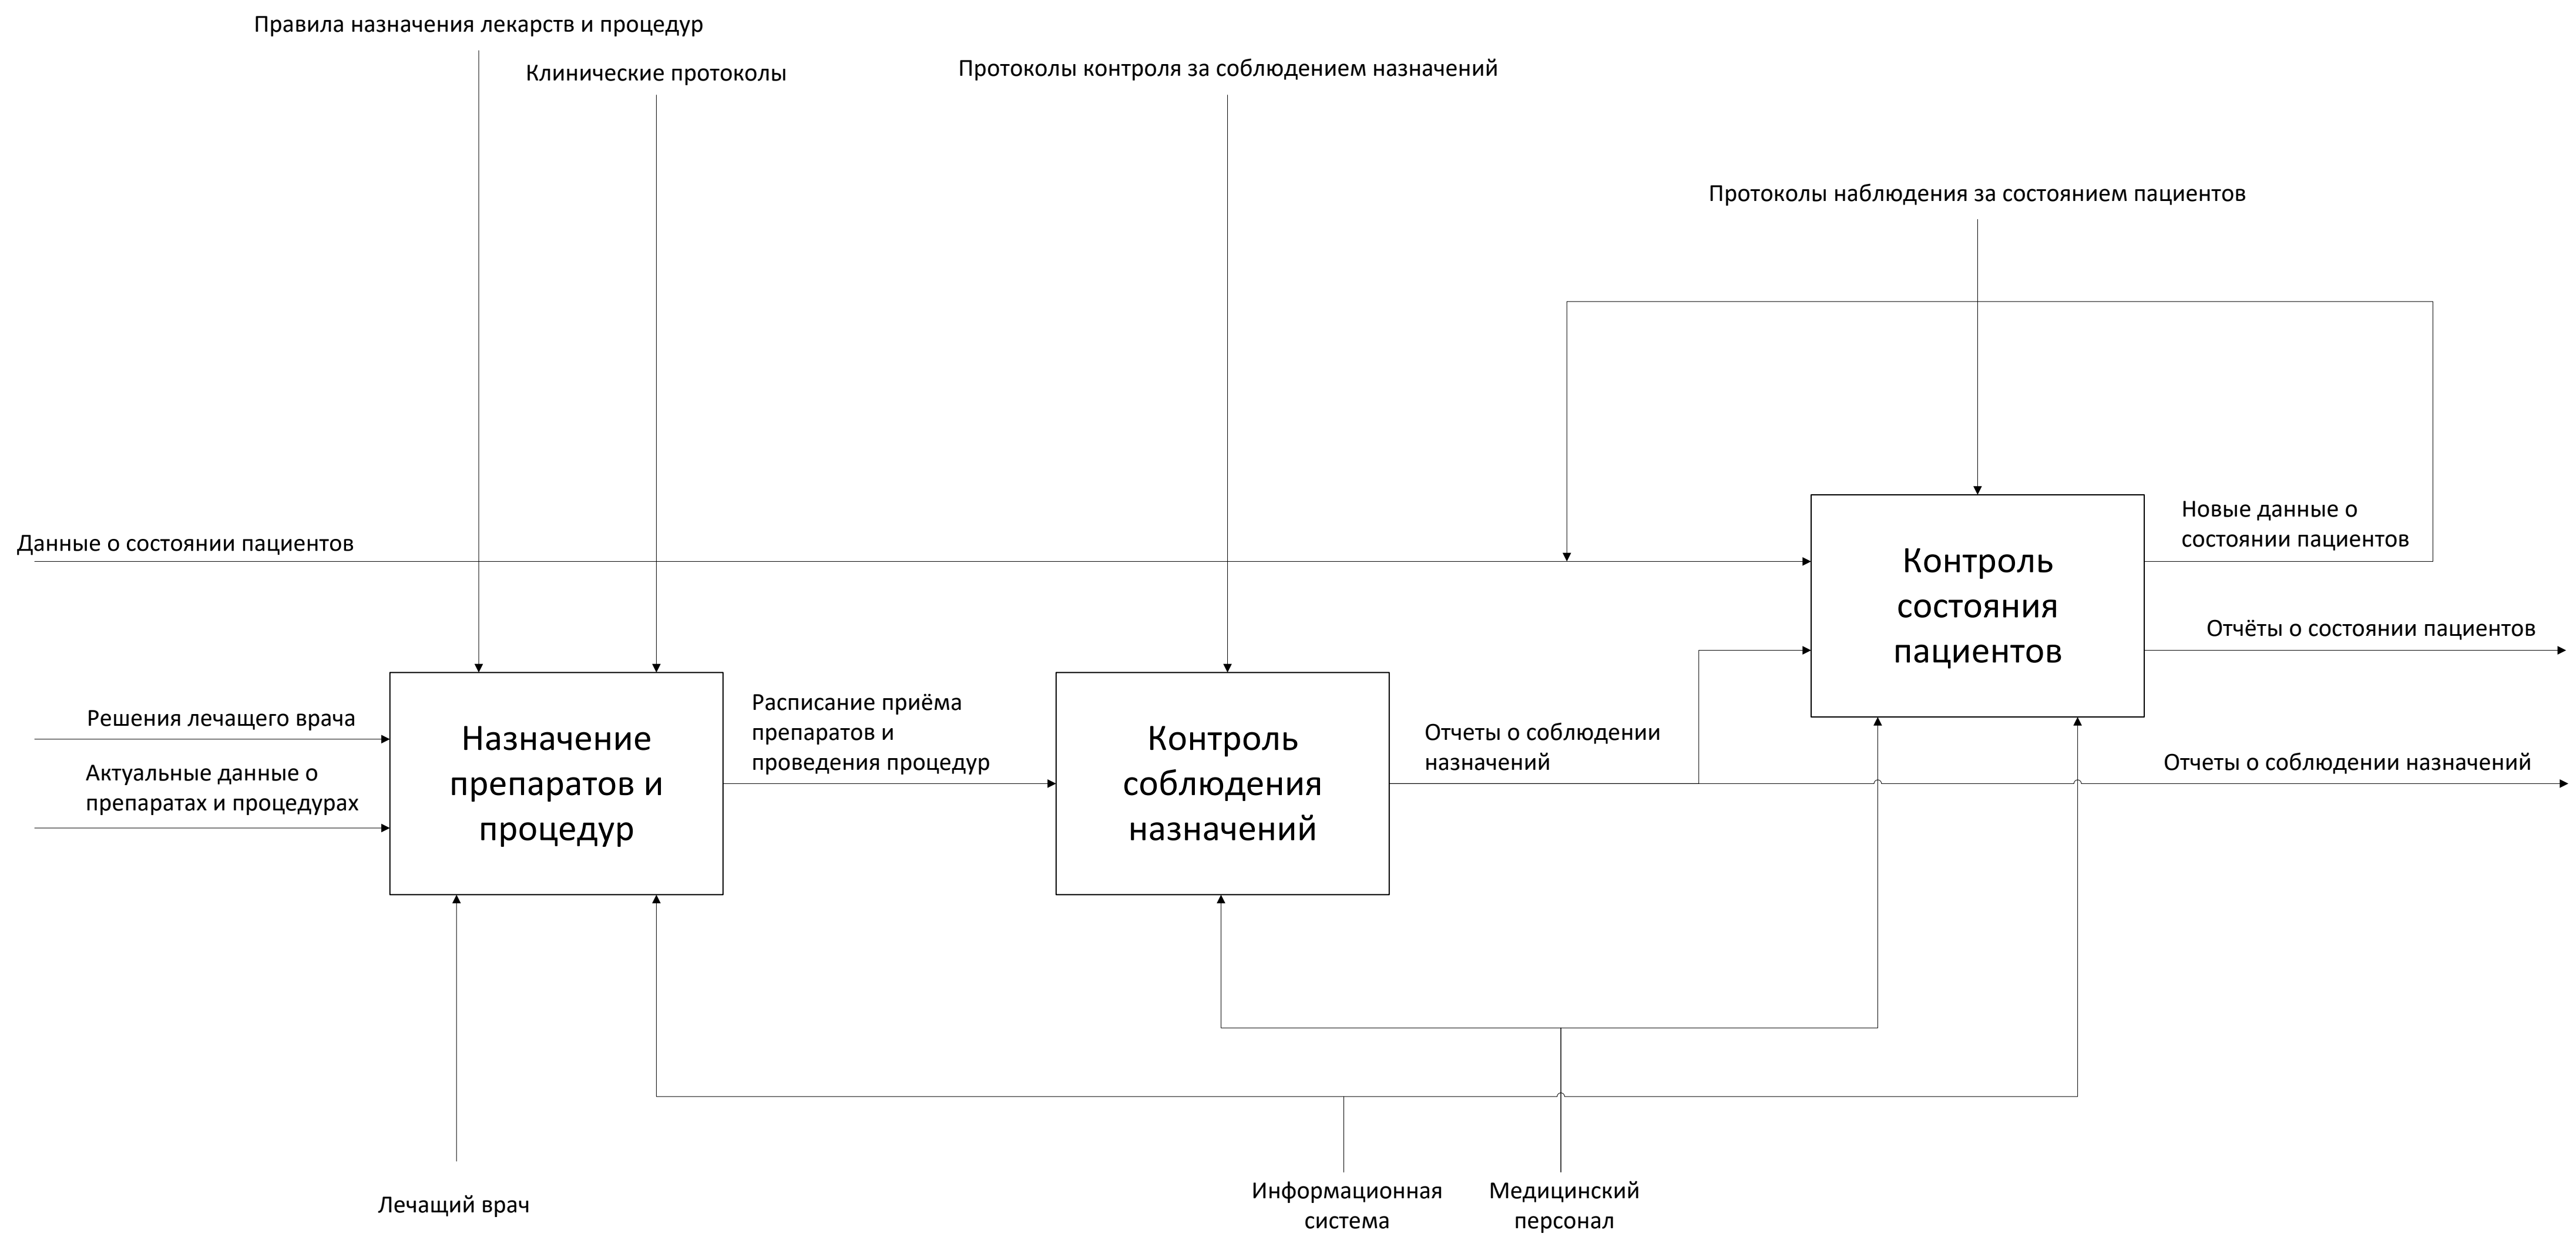 Правила назначения лекарств и процедур
Клинические протоколы
Протоколы контроля за соблюдением назначений
Протоколы наблюдения за состоянием пациентов
Данные о состоянии пациентов
Новые данные о
состоянии пациентов
Контроль
состояния
пациентов
Отчёты о состоянии пациентов
Решения лечащего врача
Актуальные данные о
препаратах и процедурах
Назначение
препаратов и
процедур
Расписание приёма
препаратов и
проведения процедур
Контроль
соблюдения
назначений
Отчеты о соблюдении
назначений
Отчеты о соблюдении назначений
Лечащий врач
Информационная
система
Медицинский
персонал